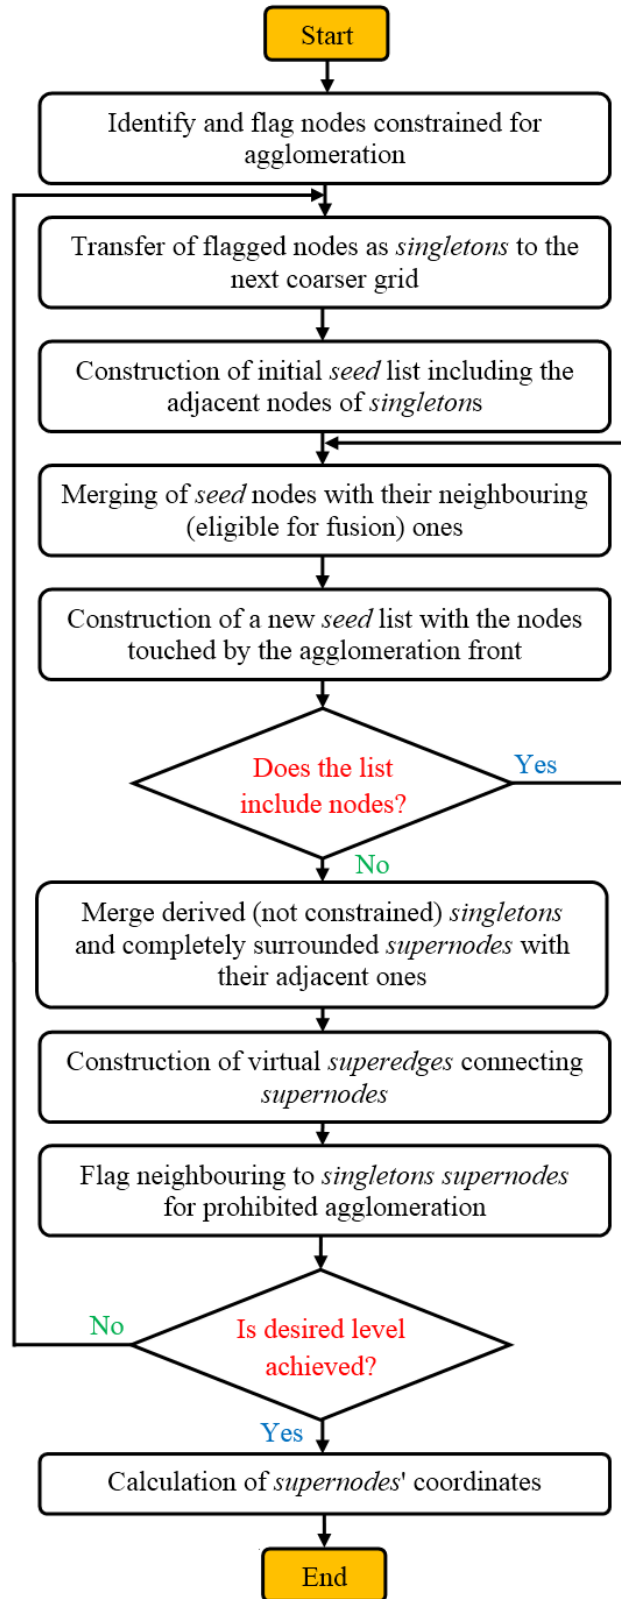 Start
Identify and flag nodes constrained for
agglomeration
Transfer of flagged nodes as singletons to the
next coarser grid
Construction of initial seed list including the
adjacent nodes of singletons
Merging of seed nodes with their neighbouring
(eligible for fusion) ones
Construction of a new seed list with the nodes
touched by the agglomeration front
Does the list
include nodes?
Yes
No
Merge derived (not constrained) singletons
and completely surrounded supernodes with
their adjacent ones
Construction of virtual superedges connecting
supernodes
Flag neighbouring to singletons supernodes
for prohibited agglomeration
No
Is desired level
achieved?
Yes
Calculation of supernodes' coordinates
End